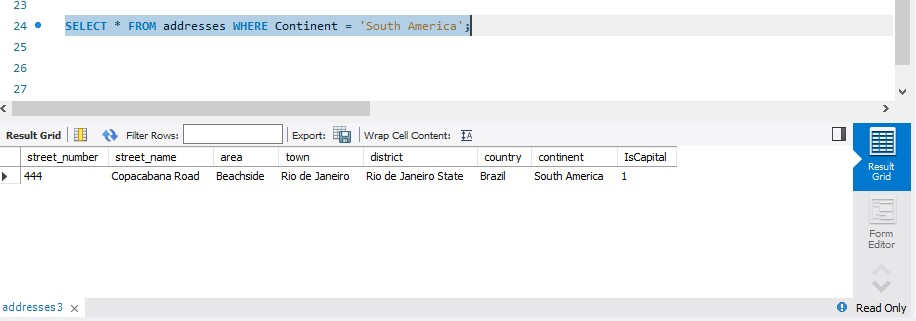 23
24 SELECT * FROM addresses WHERE Continent = 'South America';
25
26
27
Result Grid Filter Rows: Export: Wrap Cell Content: IA
street_number street_name area town district country continent IsCapital
444 Copacabana Road Beachside Rio de Janeiro Rio de Janeiro State Brazil South America 1
Result
Grid
Form
Editor
addresses3 Read Only